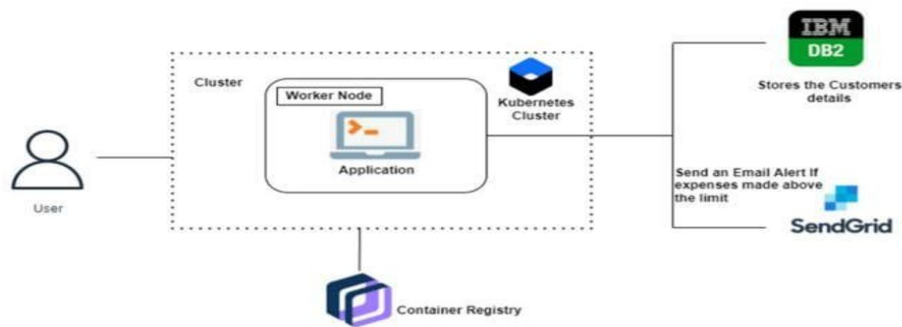 IBM
DB2
Stores the Customers
details
Cluster
Worker Node
Kubernetes
Cluster
Application
User
Send an Email Alert If
expenses made above
the limit
SendGrid
Container Registry